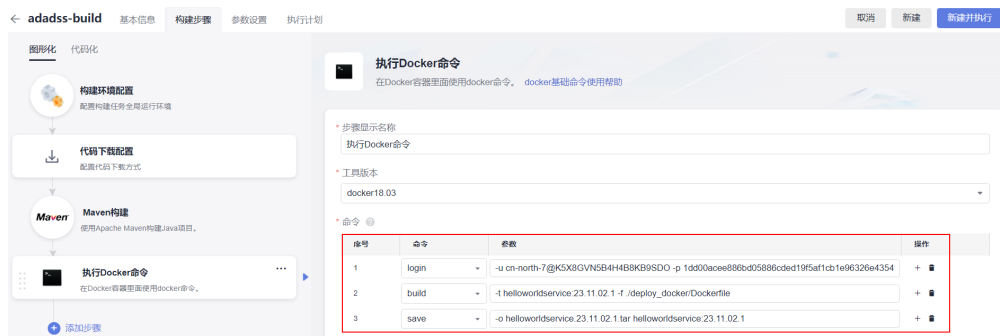 ← adadss-build 基本信息 构建步骤 参数设置 执行计划 取消 新建 新建并执行
图形化 代码化
构建环境配置
配置构建任务全局运行环境
代码下载配置
配置代码下载方式
Maven
Maven构建
使用Apache Maven构建Java项目。
执行Docker命令
在Docker容器里面使用docker命令。
添加步骤
执行Docker命令
在Docker容器里面使用docker命令。 docker基础命令使用帮助
* 步骤显示名称
执行Docker命令
* 工具版本
docker18.03
* 命令
序号 命令 参数 操作
1 login -u cn-north-7@K5X8GVN5B4H4B8KB9SDO -p 1dd00acee886bd05886cded19f5af1cb1e96326e4354
2 build -t helloworldservice:23.11.02.1 -f ./deploy_docker/Dockerfile
3 save -o helloworldservice.23.11.02.1.tar helloworldservice:23.11.02.1